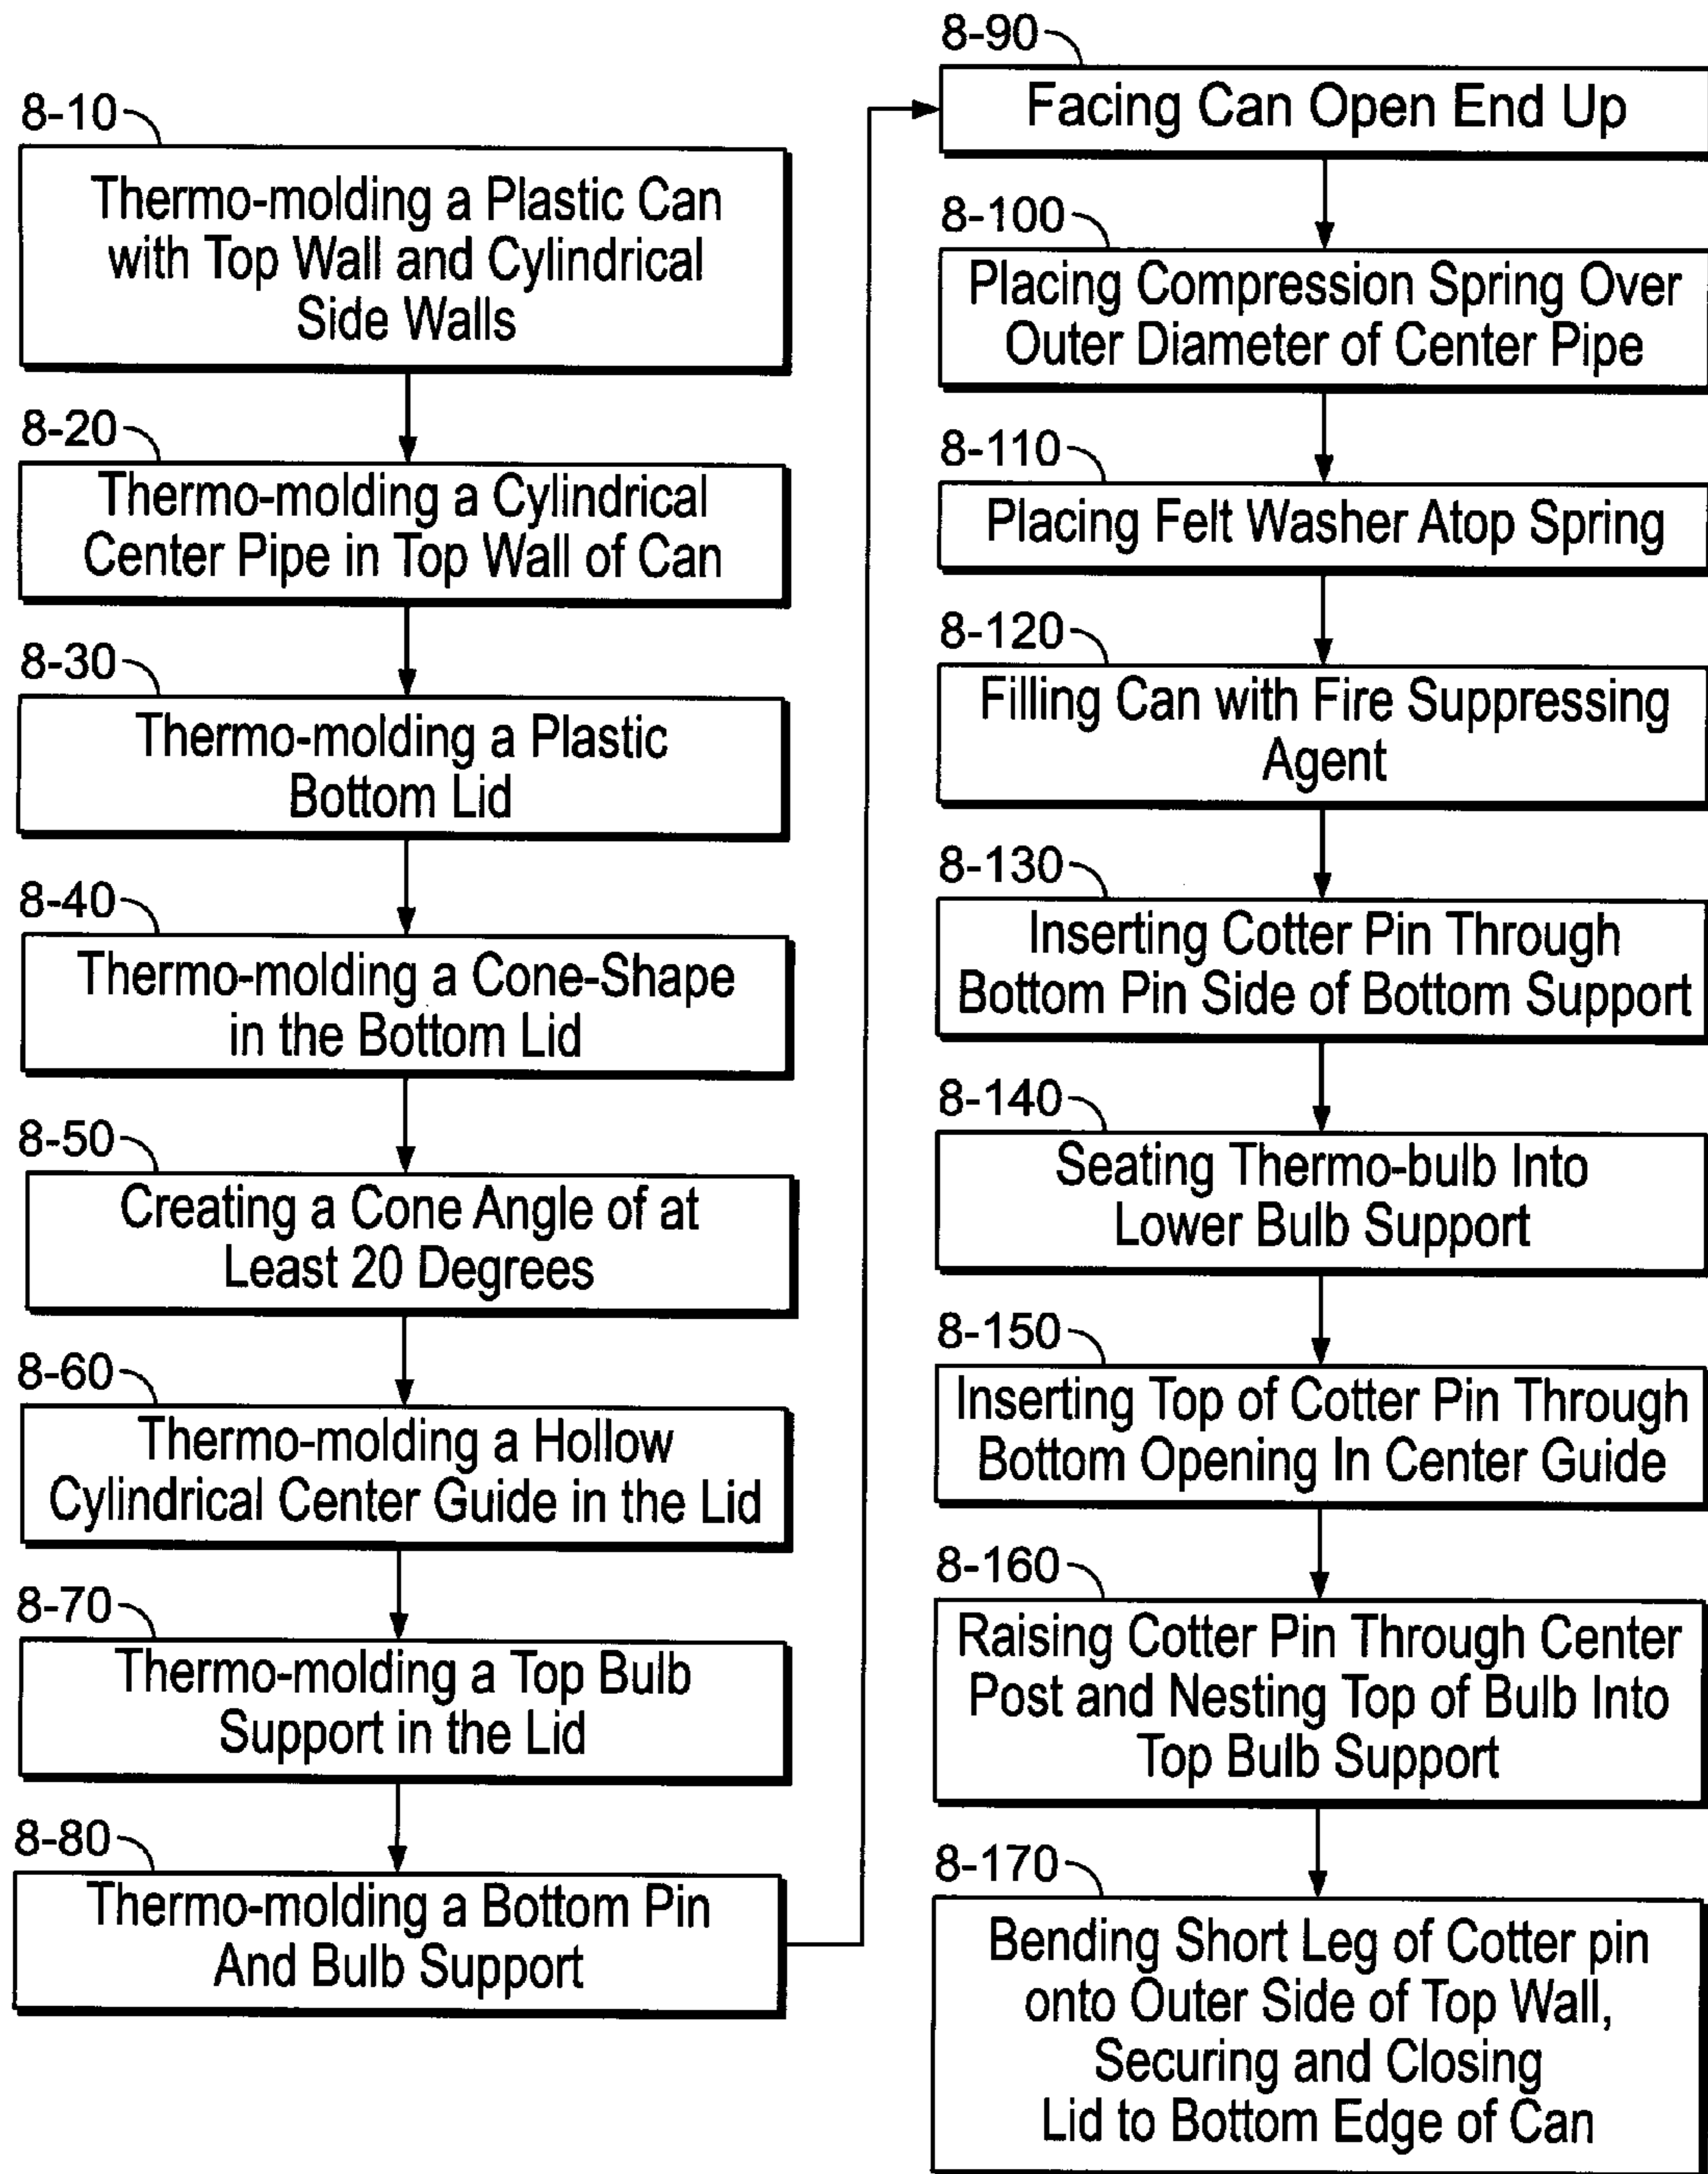 8-10
Thermo-molding a Plastic Can
with Top Wall and Cylindrical
Side Walls
8-20
Thermo-molding a Cylindrical
Center Pipe in Top Wall of Can
8-30
Thermo-molding a Plastic
Bottom Lid
8-40
Thermo-molding a Cone-Shape
in the Bottom Lid
8-50
Creating a Cone Angle of at
Least 20 Degrees
8-60
Thermo-molding a Hollow
Cylindrical Center Guide in the Lid
8-70
Thermo-molding a Top Bulb
Support in the Lid
8-80
Thermo-molding a Bottom Pin
And Bulb Support
8-90
Facing Can Open End Up
8-100
Placing Compression Spring Over
Outer Diameter of Center Pipe
8-110
Placing Felt Washer Atop Spring
8-120
Filling Can with Fire Suppressing
Agent
8-130
Inserting Cotter Pin Through
Bottom Pin Side of Bottom Support
8-140
Seating Thermo-bulb Into
Lower Bulb Support
8-150
Inserting Top of Cotter Pin Through
Bottom Opening In Center Guide
8-160
Raising Cotter Pin Through Center
Post and Nesting Top of Bulb Into
Top Bulb Support
8-170
Bending Short Leg of Cotter pin
onto Outer Side of Top Wall,
Securing and Closing
Lid to Bottom Edge of Can